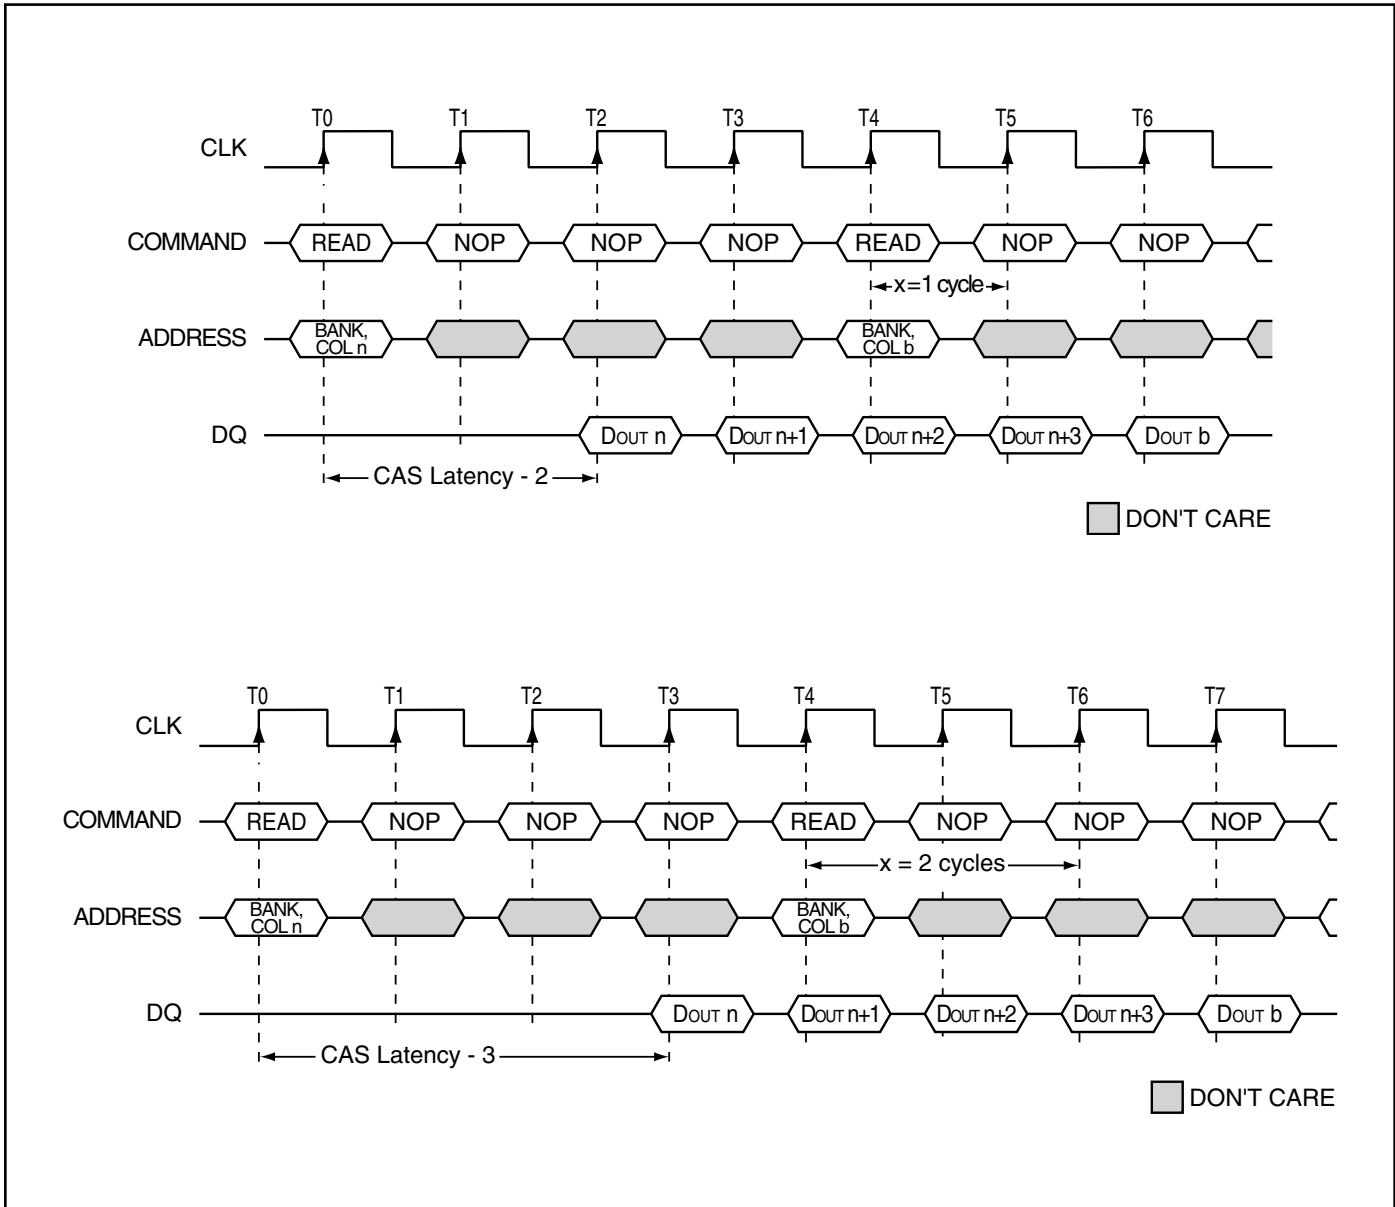 T0 T1 T2 T3 T4 T5 T6
CLK
COMMAND READ NOP NOP NOP READ NOP NOP
x=1 cycle
ADDRESS BANK, COL n BANK, COL b
DQ DOUT n DOUT n+1 DOUT n+2 DOUT n+3 DOUT b
CAS Latency - 2
DON'T CARE
T0 T1 T2 T3 T4 T5 T6 T7
CLK
COMMAND READ NOP NOP NOP READ NOP NOP NOP
x = 2 cycles
ADDRESS BANK, COL n BANK, COL b
DQ DOUT n DOUT n+1 DOUT n+2 DOUT n+3 DOUT b
CAS Latency - 3
DON'T CARE